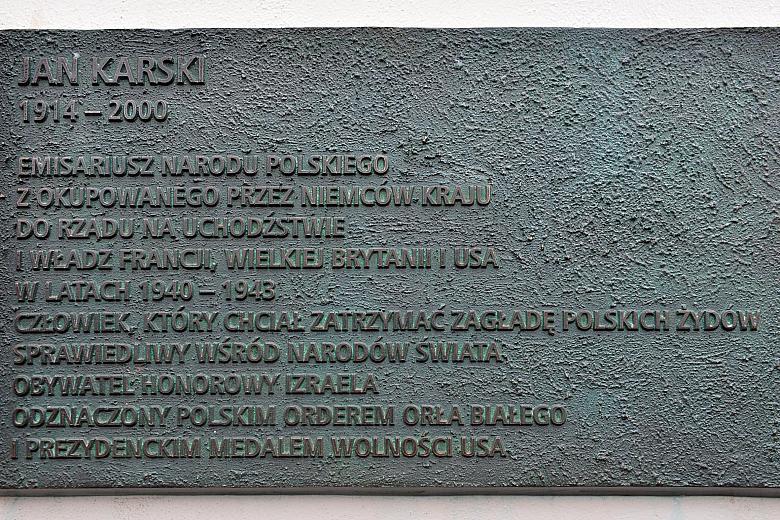 JAN KARSKI
1914 – 2000
EMISARIUSZ NARODU POLSKIEGO
Z OKUPOWANEGO PRZEZ NIEMCÓW KRAJU
DO RZĄDU NA UCHODŹSTWIE
I WŁADZ FRANCJI, WIELKIEJ BRYTANII I USA
W LATACH 1940 – 1943
CZŁOWIEK, KTÓRY CHCIAŁ ZATRZYMAĆ ZAGŁADĘ POLSKICH ŻYDÓW
SPRAWIEDLIWY WŚRÓD NARODÓW ŚWIATA
OBYWATEL HONOROWY IZRAELA
ODZNACZONY POLSKIM ORDEREM ORŁA BIAŁEGO
I PREZYDENCKIM MEDALEM WOLNOŚCI USA